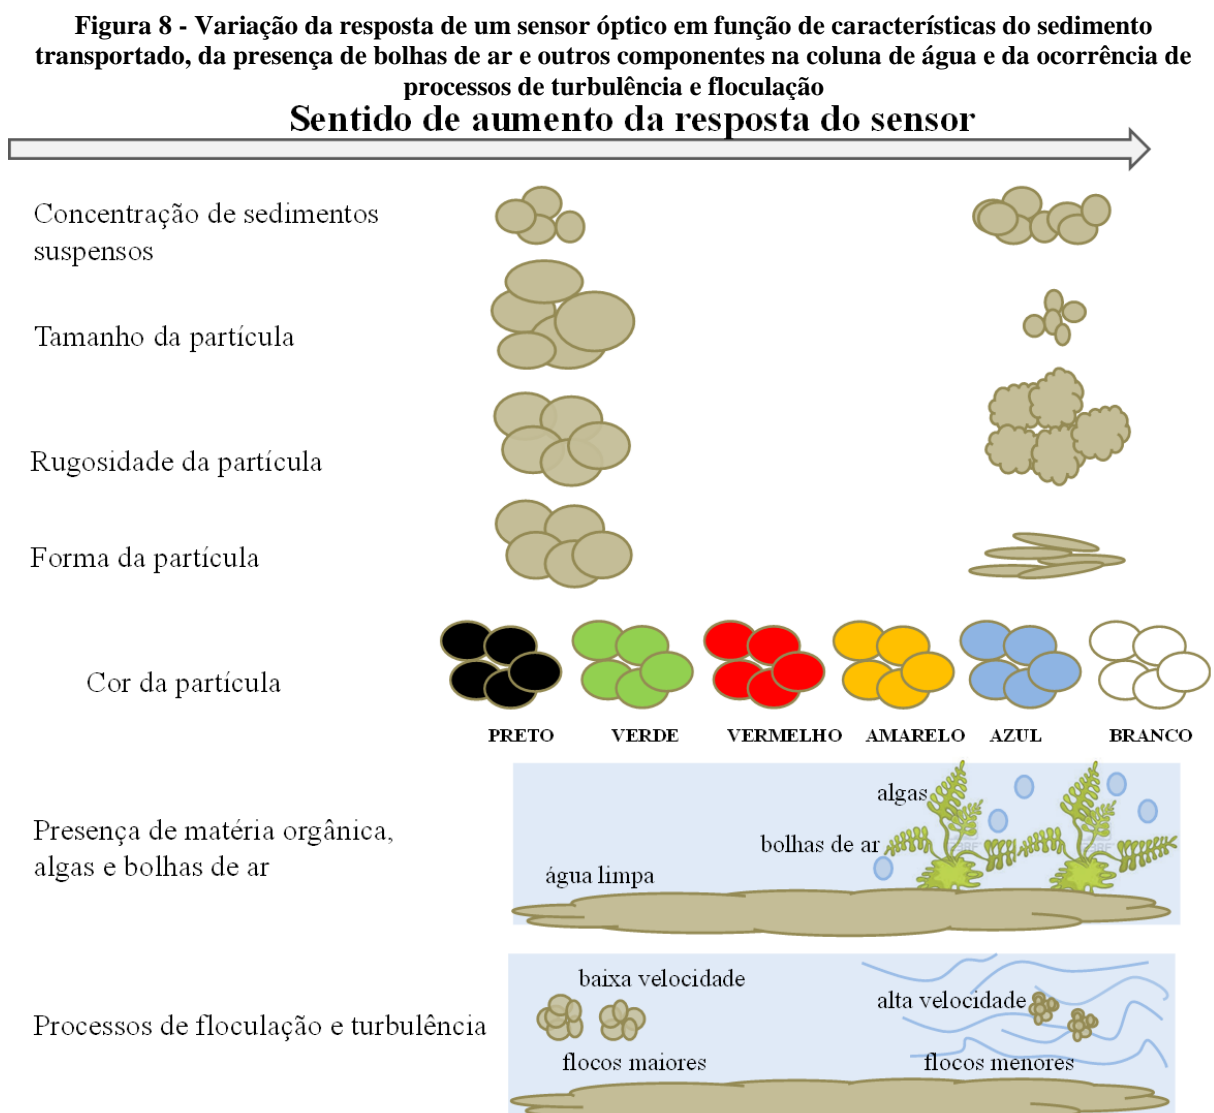 Figura 8 - Variação da resposta de um sensor óptico em função de características do sedimento
transportado, da presença de bolhas de ar e outros componentes na coluna de água e da ocorrência de
processos de turbulência e floculação
Sentido de aumento da resposta do sensor
Concentração de sedimentos
suspensos
Tamanho da partícula
Rugosidade da partícula
Forma da partícula
Cor da partícula
PRETO VERDE VERMELHO AMARELO AZUL BRANCO
Presença de matéria orgânica,
algas e bolhas de ar
algas
bolhas de ar
água limpa
Processos de floculação e turbulência
baixa velocidade
alta velocidade
flocos maiores
flocos menores